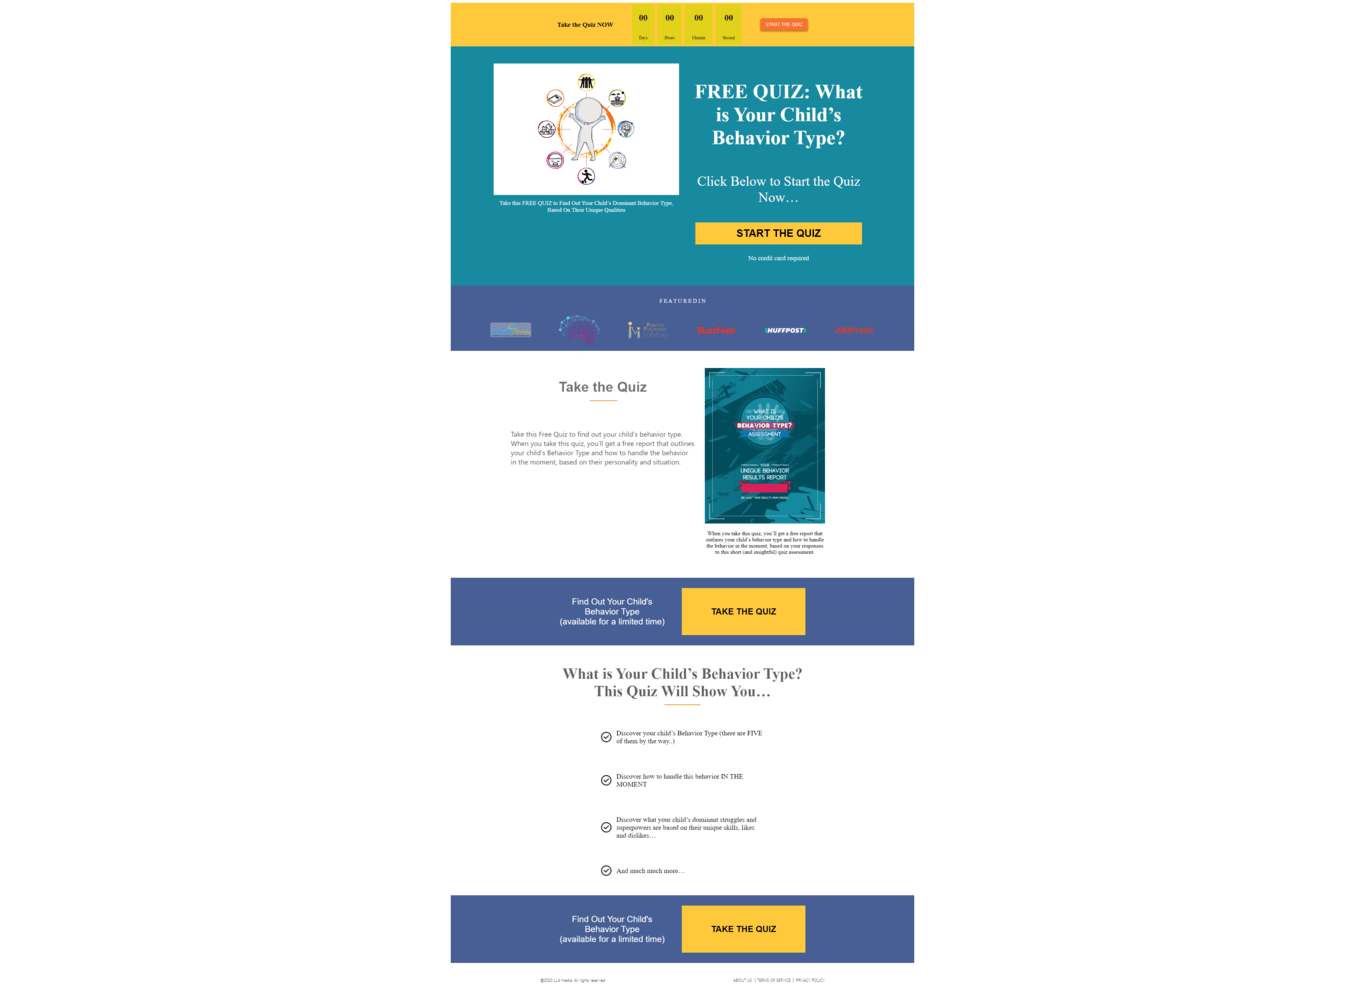 Take the Quiz NOW
00 00 00 00
Days Hours Minutes Second
START THE QUIZ
FREE QUIZ: What
is Your Child's
Behavior Type?
Click Below to Start the Quiz
Now…
START THE QUIZ
No credit card required
Take this FREE QUIZ to Find Out Your Child's Dominant Behavior Type,
Based On Their Unique Qualities
FEATUREDIN
BuzzFeed
HUFFPOST
Take the Quiz
Take this Free Quiz to find out your child's behavior type.
When you take this quiz, you'll get a free report that outlines
your child's Behavior Type and how to handle the behavior
in the moment, based on their personality and situation.
WHAT IS
YOUR CHILD'S
BEHAVIOR TYPE?
ASSESSMENT
UNIQUE BEHAVIOR
RESULTS REPORT
When you take this quiz, you'll get a free report that
outlines your child's behavior type and how to handle
the behavior in the moment, based on your responses
to this short (and insightful) quiz assessment.
Find Out Your Child's
Behavior Type
(available for a limited time)
TAKE THE QUIZ
What is Your Child's Behavior Type?
This Quiz Will Show You…
Discover your child's Behavior Type (there are FIVE
of them by the way..)
Discover how to handle this behavior IN THE
MOMENT
Discover what your child's dominant struggles and
superpowers are based on their unique skills, likes
and dislikes…
And much much more…
Find Out Your Child's
Behavior Type
(available for a limited time)
TAKE THE QUIZ
©2020 LLA Media. All rights reserved.
ABOUT US | TERMS OF SERVICE | PRIVACY POLICY